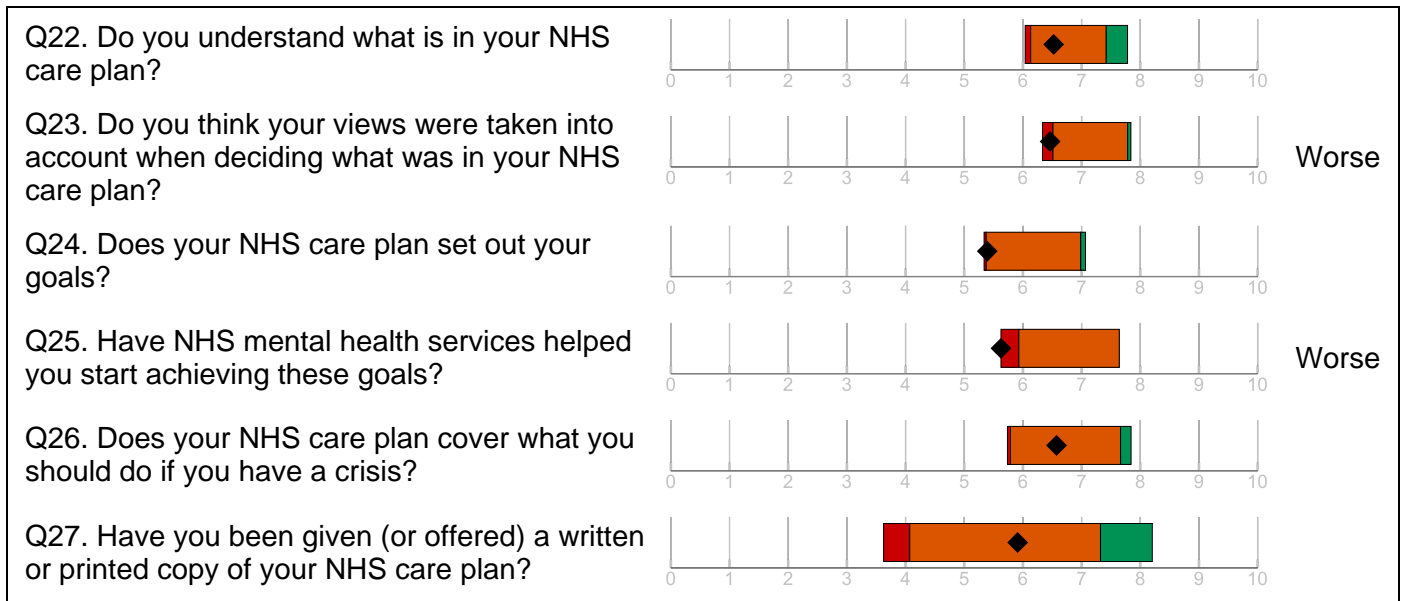 Q22. Do you understand what is in your NHS
care plan?
0 1 2 3 4 5 6 7 8 9 10
Q23. Do you think your views were taken into
account when deciding what was in your NHS
care plan?
Worse
0 1 2 3 4 5 6 7 8 9 10
Q24. Does your NHS care plan set out your
goals?
0 1 2 3 4 5 6 7 8 9 10
Q25. Have NHS mental health services helped
you start achieving these goals?
Worse
0 1 2 3 4 5 6 7 8 9 10
Q26. Does your NHS care plan cover what you
should do if you have a crisis?
0 1 2 3 4 5 6 7 8 9 10
Q27. Have you been given (or offered) a written
or printed copy of your NHS care plan?
0 1 2 3 4 5 6 7 8 9 10